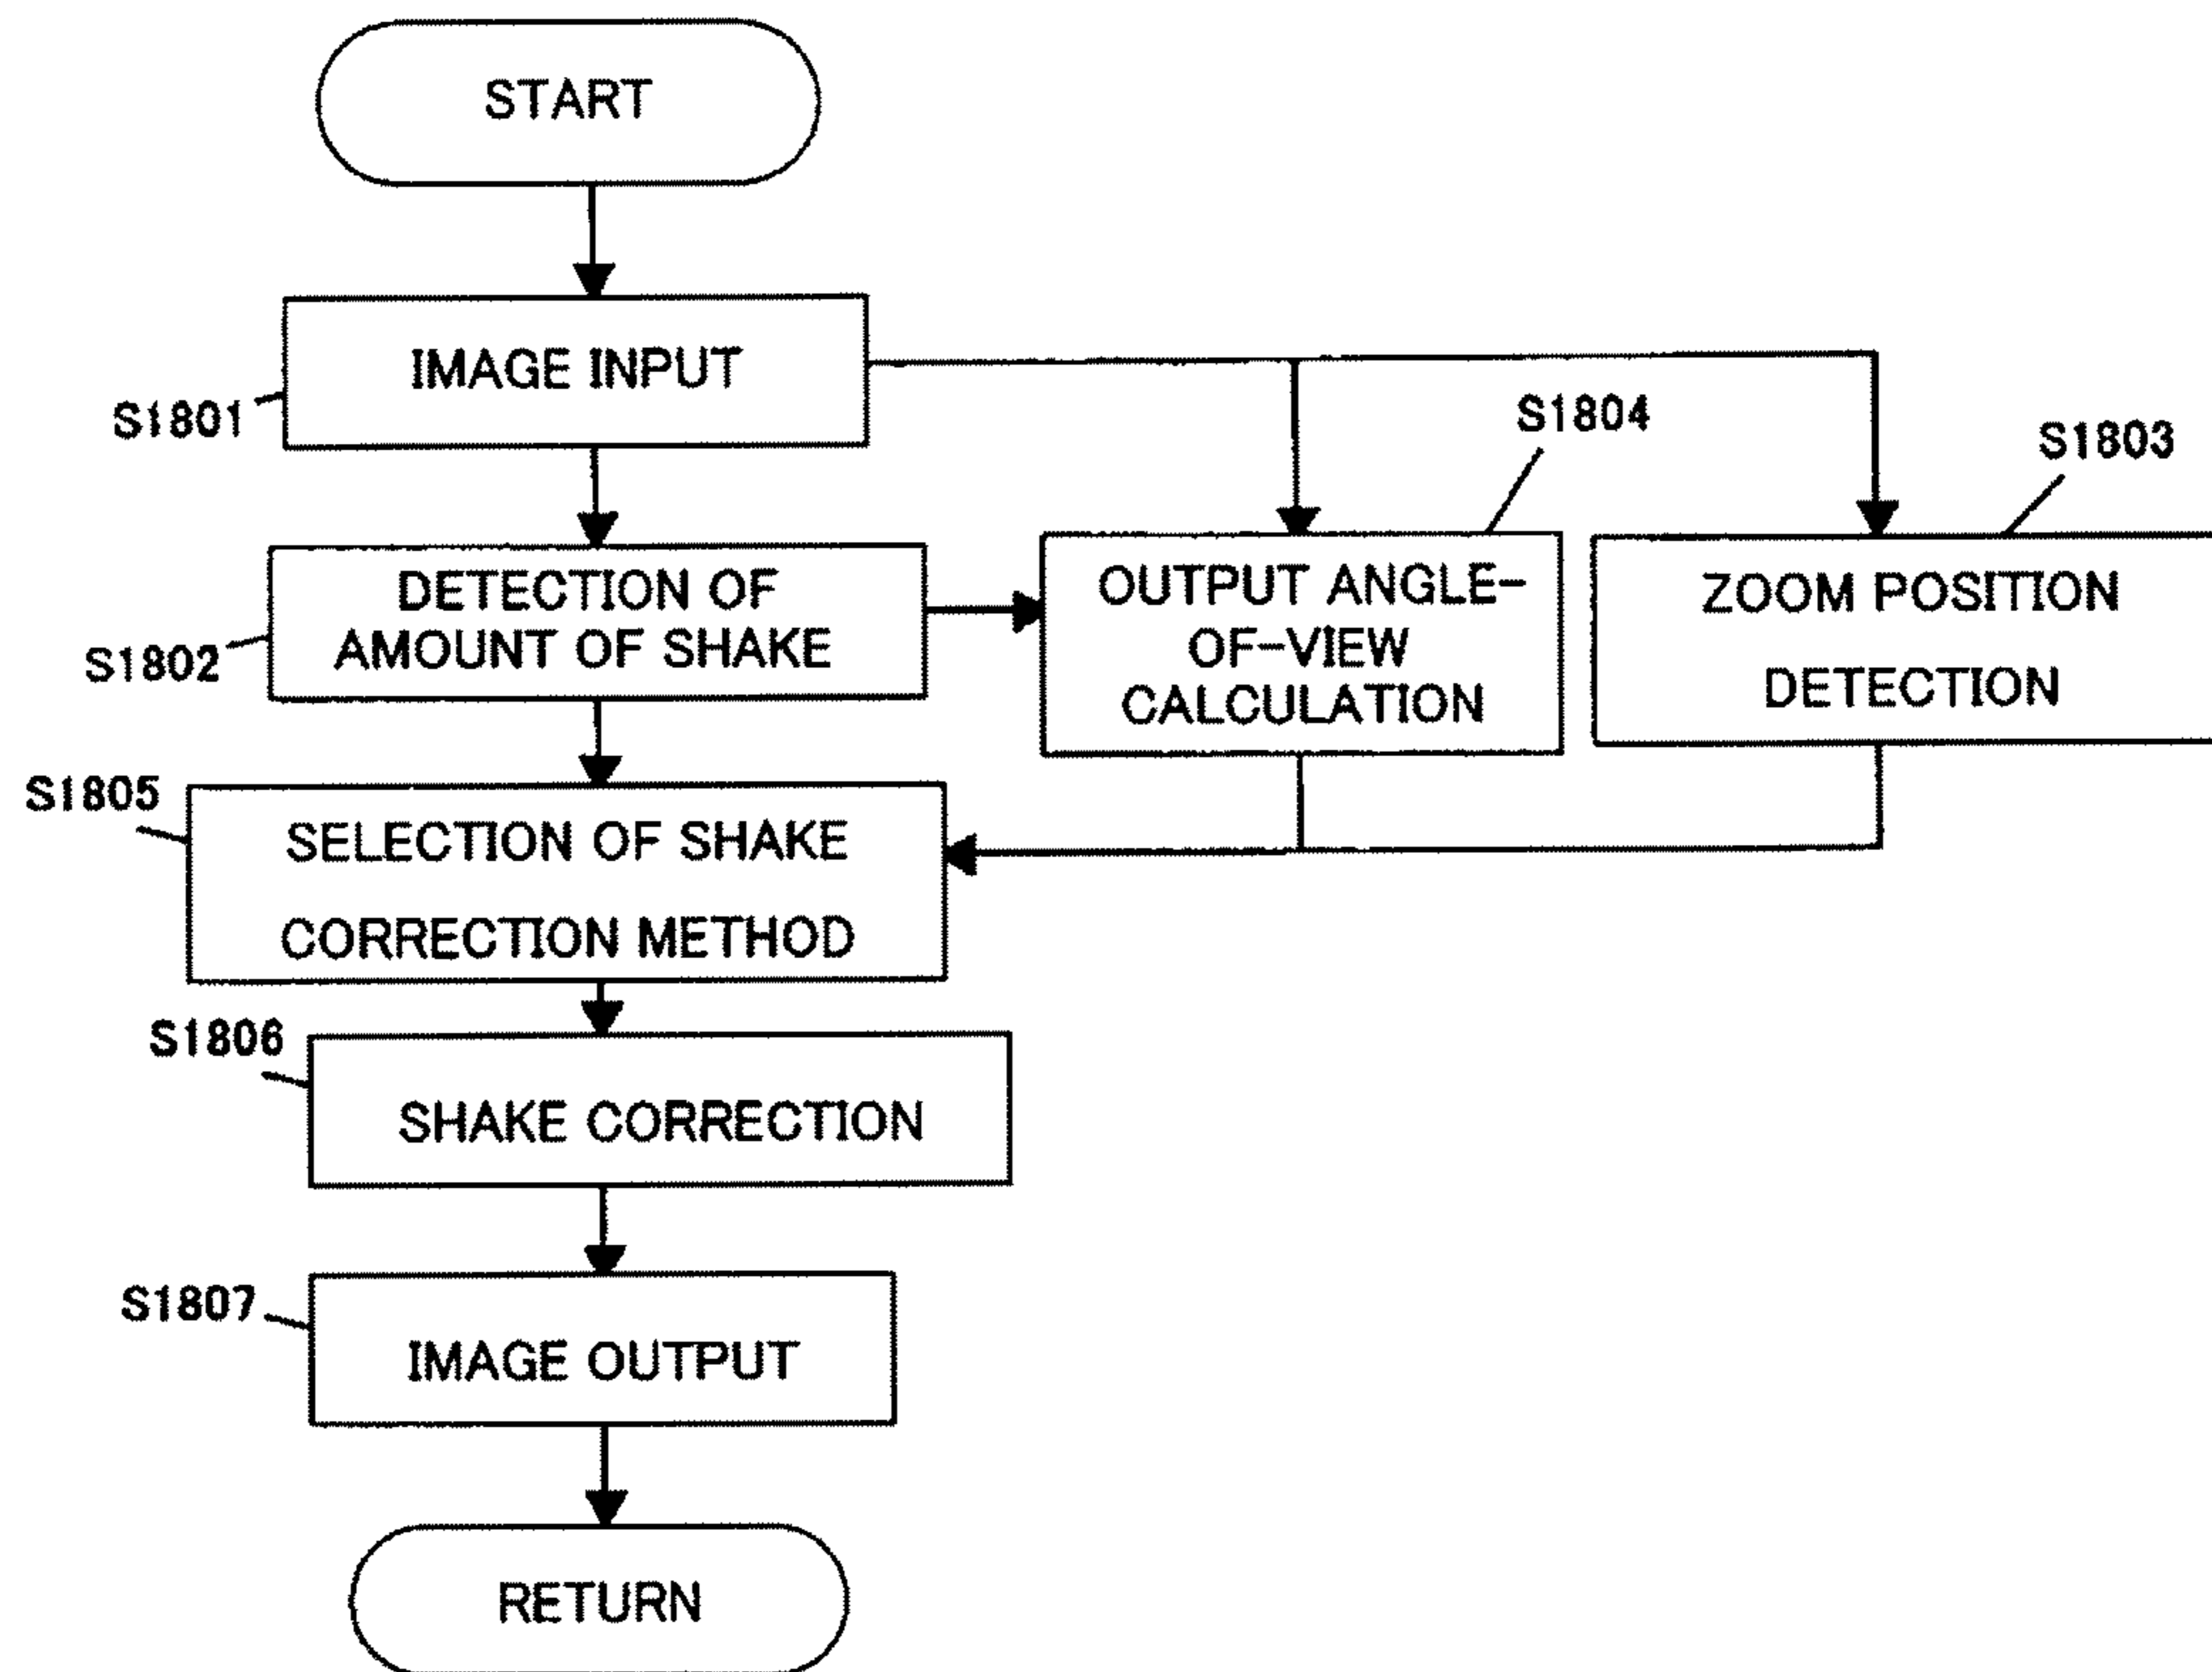 START
IMAGE INPUT
S1801
S1804
S1803
DETECTION OF
AMOUNT OF SHAKE
S1802
OUTPUT ANGLE-
OF-VIEW
CALCULATION
ZOOM POSITION
DETECTION
S1805
SELECTION OF SHAKE
CORRECTION METHOD
S1806
SHAKE CORRECTION
S1807
IMAGE OUTPUT
RETURN